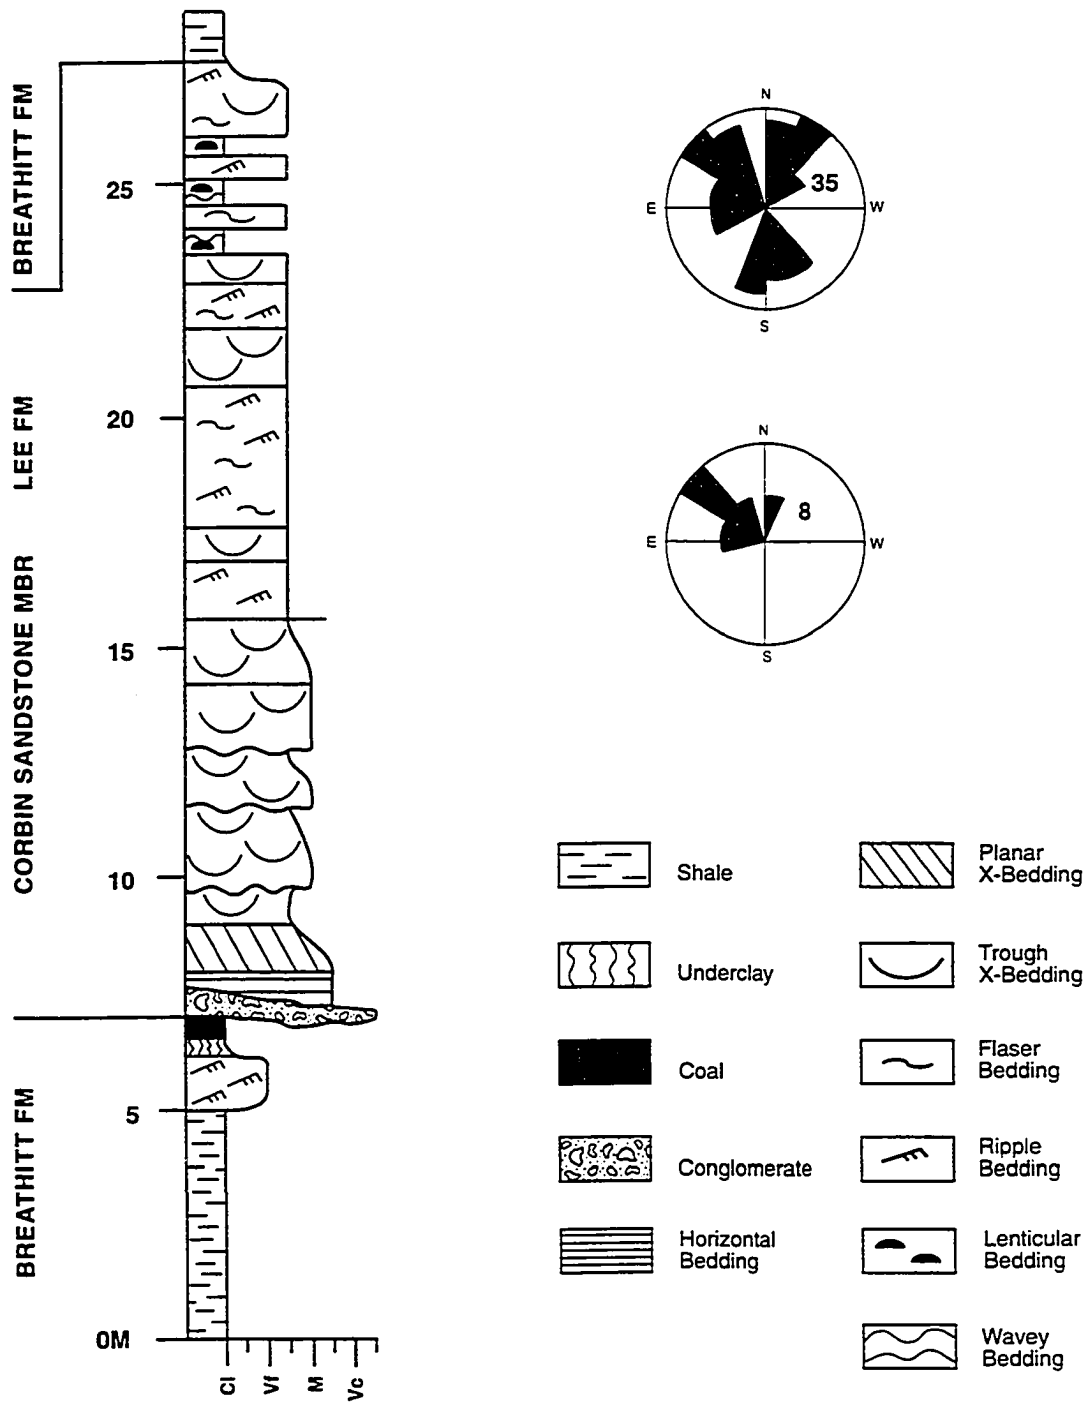 BREATHITT FM
LEE FM
CORBIN SANDSTONE MBR
BREATHITT FM
25
20
15
10
5
0M
Cl
Vf
M
Vc
N
E
W
S
35
N
E
W
S
8
Shale
Underclay
Coal
Conglomerate
Horizontal
Bedding
Planar
X-Bedding
Trough
X-Bedding
Flaser
Bedding
Ripple
Bedding
Lenticular
Bedding
Wavey
Bedding